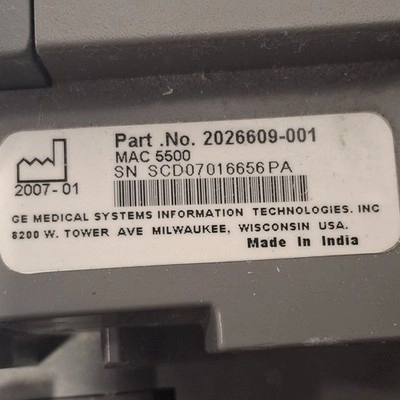 Part .No. 2026609-001
MAC 5500
SN SCD07016656PA
2007-01
GE MEDICAL SYSTEMS INFORMATION TECHNOLOGIES. INC
8200 W. TOWER AVE MILWAUKEE, WISCONSIN USA.
Made In India